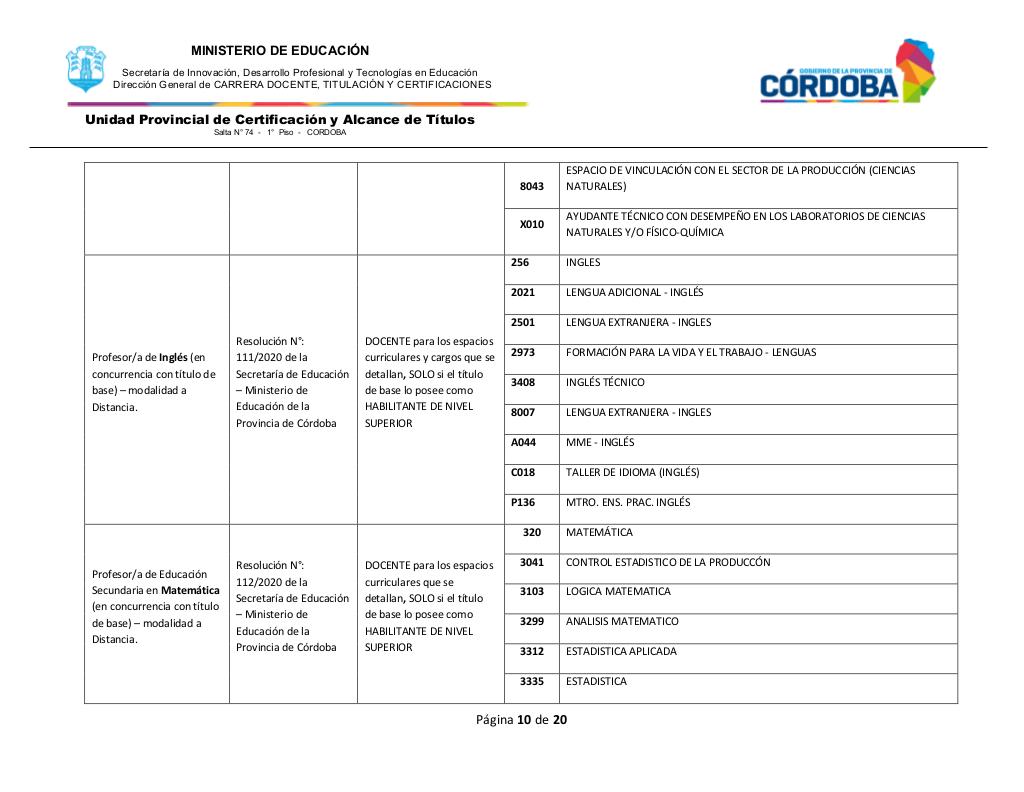 MINISTERIO DE EDUCACIÓN
Secretaría de Innovación, Desarrollo Profesional y Tecnologías en Educación
Dirección General de CARRERA DOCENTE, TITULACIÓN Y CERTIFICACIONES
Unidad Provincial de Certificación y Alcance de Títulos
Salta N° 74 - 1° Piso - CORDOBA
GOBIERNO DE LA PROVINCIA DE
CÓRDOBA
8043
ESPACIO DE VINCULACIÓN CON EL SECTOR DE LA PRODUCCIÓN (CIENCIAS
NATURALES)
X010
AYUDANTE TÉCNICO CON DESEMPEÑO EN LOS LABORATORIOS DE CIENCIAS
NATURALES Y/O FÍSICO-QUÍMICA
Profesor/a de Inglés (en
concurrencia con título de
base) – modalidad a
Distancia.
Resolución N°:
111/2020 de la
Secretaría de Educación
– Ministerio de
Educación de la
Provincia de Córdoba
DOCENTE para los espacios
curriculares y cargos que se
detallan, SOLO si el título
de base lo posee como
HABILITANTE DE NIVEL
SUPERIOR
256 INGLES
2021 LENGUA ADICIONAL - INGLÉS
2501 LENGUA EXTRANJERA - INGLES
2973 FORMACIÓN PARA LA VIDA Y EL TRABAJO - LENGUAS
3408 INGLÉS TÉCNICO
8007 LENGUA EXTRANJERA - INGLES
A044 MME - INGLÉS
C018 TALLER DE IDIOMA (INGLÉS)
P136 MTRO. ENS. PRAC. INGLÉS
Profesor/a de Educación
Secundaria en Matemática
(en concurrencia con título
de base) – modalidad a
Distancia.
Resolución N°:
112/2020 de la
Secretaría de Educación
– Ministerio de
Educación de la
Provincia de Córdoba
DOCENTE para los espacios
curriculares que se
detallan, SOLO si el título
de base lo posee como
HABILITANTE DE NIVEL
SUPERIOR
320 MATEMÁTICA
3041 CONTROL ESTADISTICO DE LA PRODUCCÓN
3103 LOGICA MATEMATICA
3299 ANALISIS MATEMATICO
3312 ESTADISTICA APLICADA
3335 ESTADISTICA
Página 10 de 20